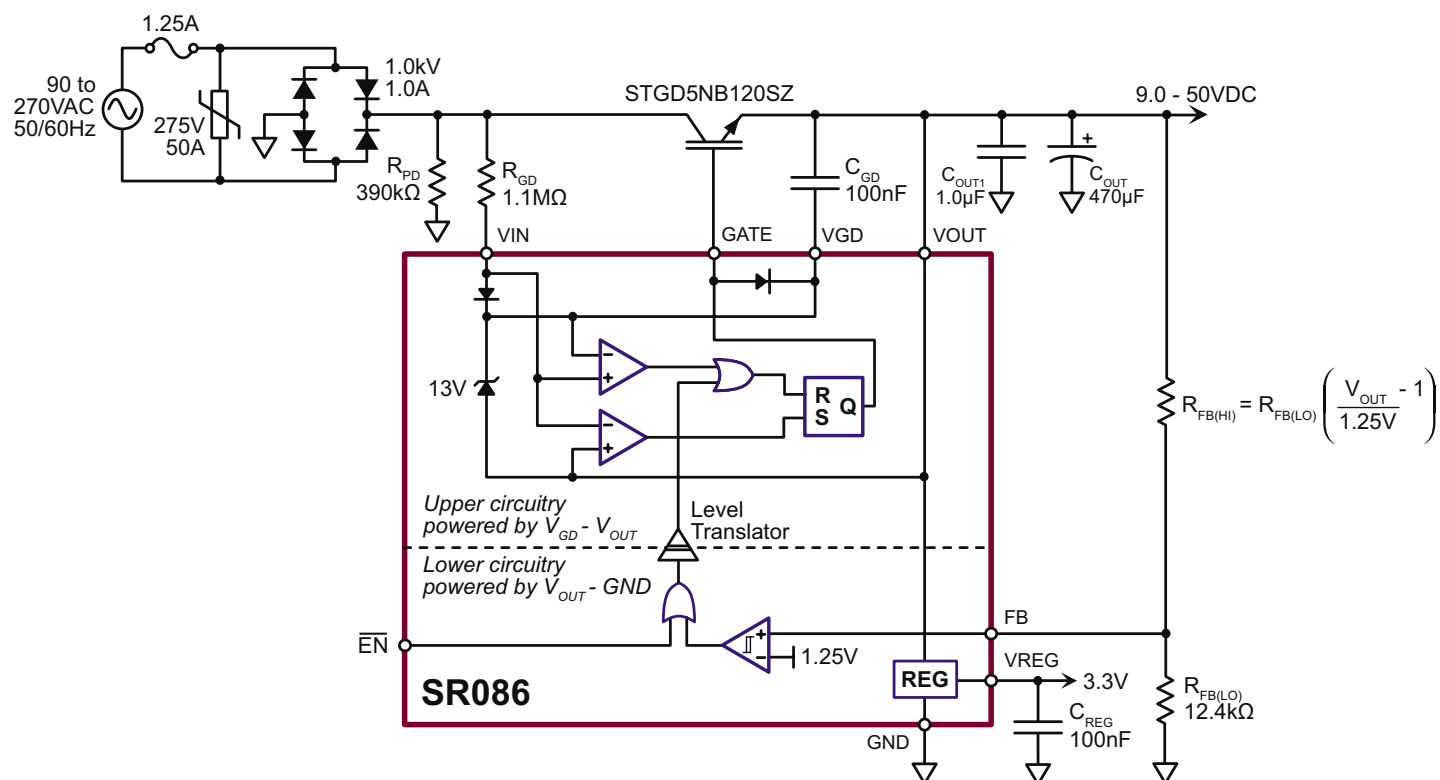 1.25A
90 to
270VAC
50/60Hz
275V
50A
1.0kV
1.0A
STGD5NB120SZ
9.0 - 50VDC
RPD
390kΩ
RGD
1.1MΩ
CGD
100nF
COUT1
1.0µF
+
COUT
470µF
VIN
GATE
VGD
VOUT
13V
-
+
-
+
R
S
Q
RFB(HI) = RFB(LO) (VOUT/1.25V - 1)
Upper circuitry
powered by VGD - VOUT
Level
Translator
Lower circuitry
powered by VOUT - GND
EN
+
-
1.25V
FB
VREG
REG
3.3V
SR086
CREG
100nF
RFB(LO)
12.4kΩ
GND